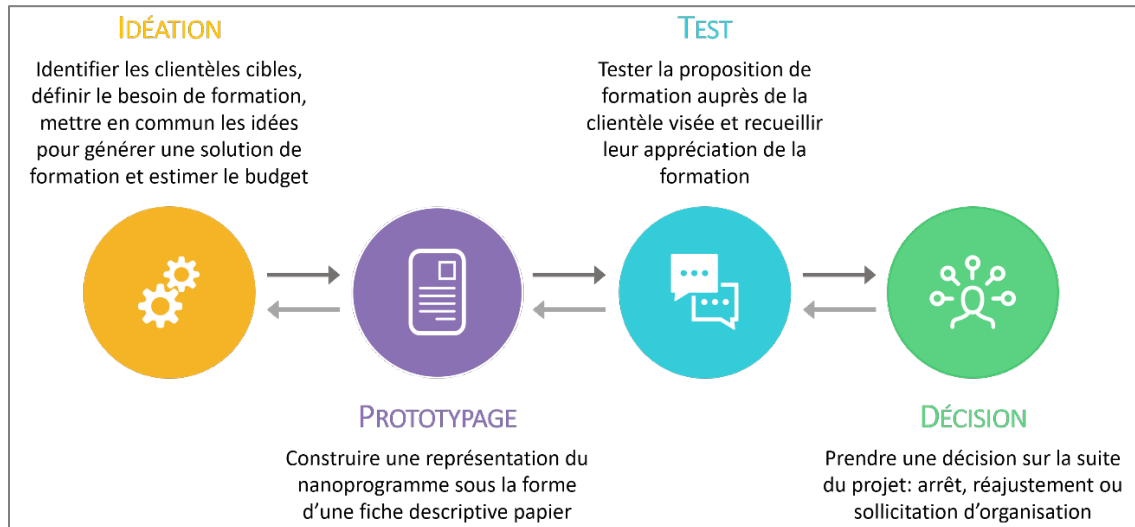 IDÉATION
Identifier les clientèles cibles,
définir le besoin de formation,
mettre en commun les idées
pour générer une solution de
formation et estimer le budget
TEST
Tester la proposition de
formation auprès de la
clientèle visée et recueillir
leur appréciation de la
formation
PROTOTYPAGE
Construire une représentation du
nanoprogramme sous la forme
d'une fiche descriptive papier
DÉCISION
Prendre une décision sur la suite
du projet: arrêt, réajustement ou
sollicitation d'organisation